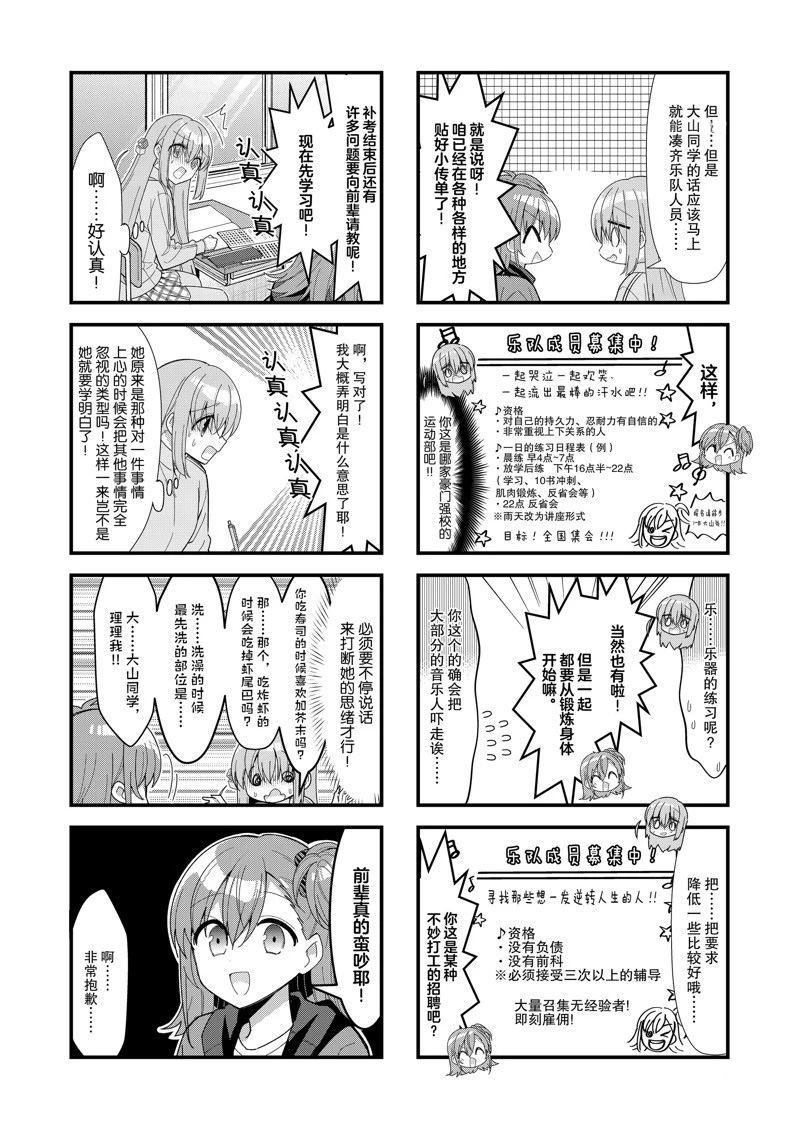 但……但是
大山同学的话应该马上
就能凑齐乐队人员……
就是说呀！
咱已经在各种各样的地方
贴好小传单了！
这样，
乐队成员募集中！
一起哭泣一起欢笑，
一起流出最棒的汗水吧！！
♪资格
・对自己的持久力、忍耐力有自信的
・非常重视上下关系的人
♪一日的练习日程表（例）
・晨练 早4点~7点
・放学后练　下午16点半~22点
（学习、10书冲刺、
肌肉锻炼、反省会等）
・22点 反省会
※雨天改为讲座形式
目标！全国集会！！！
你这是哪家豪门强校的
运动部吧！！
乐……乐器的练习呢？
当然也有啦！
但是一起
都要从锻炼身体
开始嘛。
你这个的确会把
大部分的音乐人吓走诶……
把……把要求
降低一些比较好哦……
乐队成员募集中！
寻找那些想一发逆转人生的人！！
♪资格
・没有负债
・没有前科
※必须接受三次以上的辅导
大量召集无经验者！
即刻雇佣！
你这是某种
不妙打工的招聘吧？
补考结束后还有
许多问题要向前辈请教呢！
现在先学习吧！
认真
认真
啊……好认真！
啊，写对了！
我大概弄明白是什么意思了耶！
认真
认真
认真
她原来是那种对一件事情
上心的时候会把其他事情完全
忽视的类型吗！这样一来岂不是
她就要学明白了！
必须要不停说话
来打断她的思绪才行！
你吃寿司的时候喜欢加芥末吗？
那……那个，吃炸虾的
时候会吃掉虾尾巴吗？
洗……洗澡的时候
最先洗的部位是……
大……大山同学，
理理我！！
前辈真的蛮吵耶！
啊……
非常抱歉……